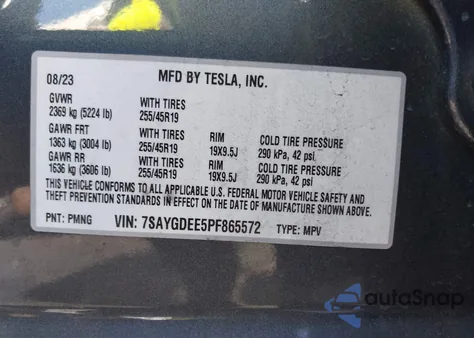 MFD BY TESLA, INC.
08/23
GVWR WITH TIRES
2369 kg (5224 lb) 255/45R19
GAWR FRT WITH TIRES RIM COLD TIRE PRESSURE
1363 kg (3004 lb) 255/45R19 19X9.5J 290 kPa, 42 psi.
GAWR RR WITH TIRES RIM COLD TIRE PRESSURE
1636 kg (3606 lb) 255/45R19 19X9.5J 290 kPa, 42 psi.
THIS VEHICLE CONFORMS TO ALL APPLICABLE U.S. FEDERAL MOTOR VEHICLE SAFETY AND
THEFT PREVENTION STANDARDS IN EFFECT ON THE DATE OF MANUFACTURE SHOWN ABOVE.
PNT: PMNG VIN: 7SAYGDEE5PF865572 TYPE: MPV
autoSnap